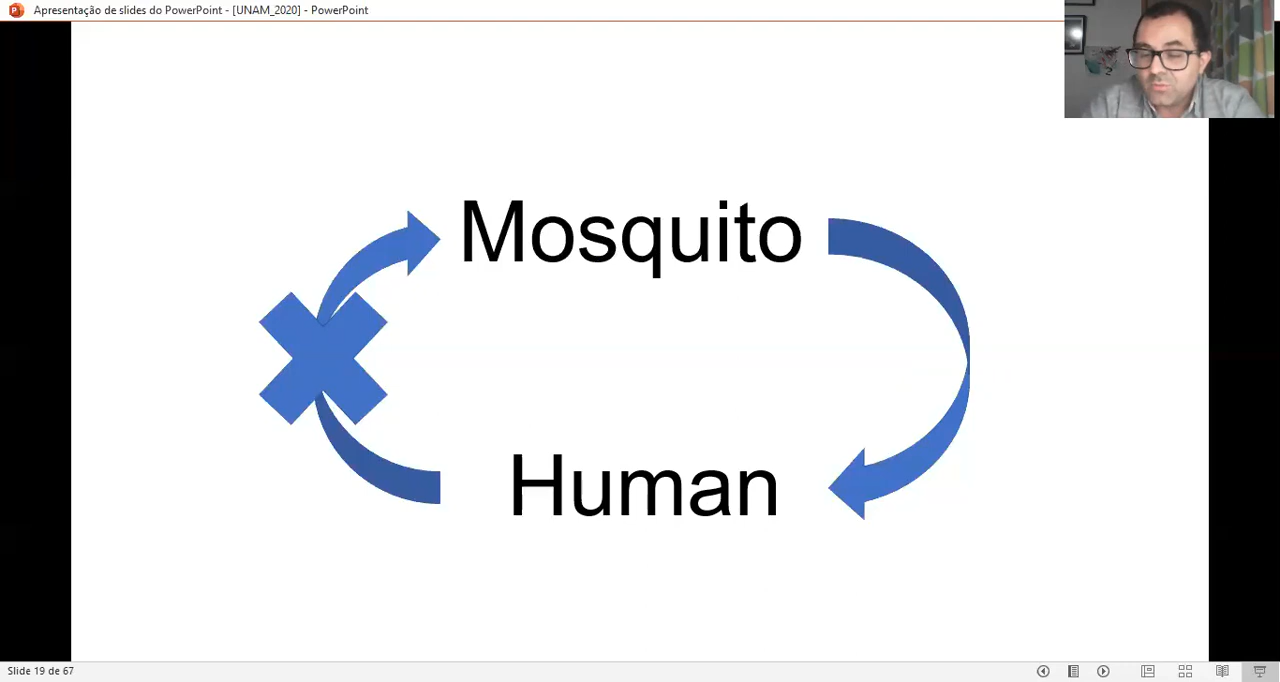 Apresentação de slides do PowerPoint - [UNAM_2020] - PowerPoint
Mosquito
Human
Slide 19 de 67